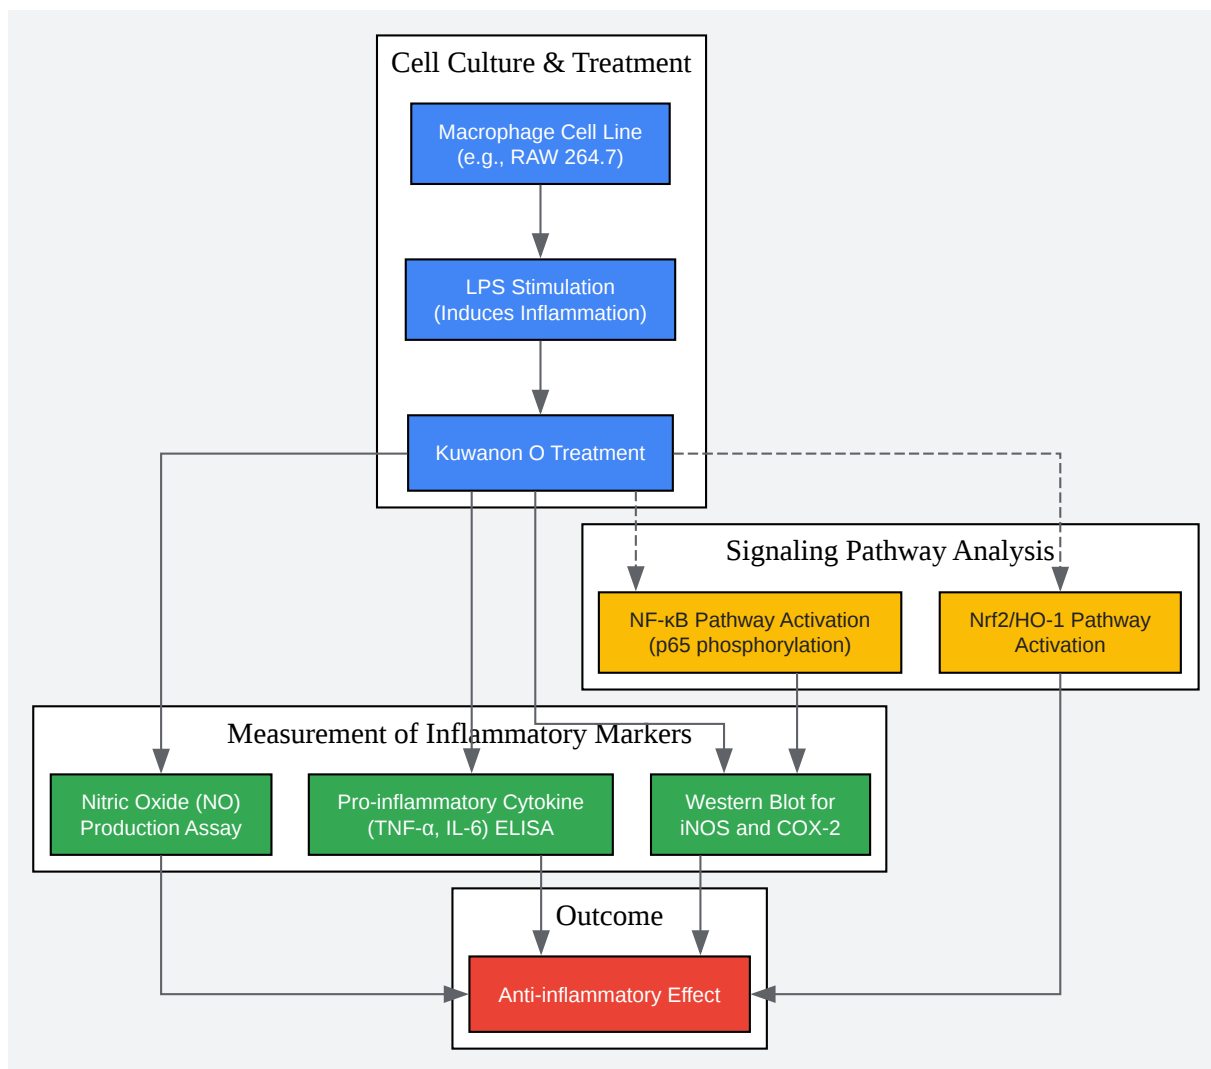 Cell Culture & Treatment
Macrophage Cell Line
(e.g., RAW 264.7)
LPS Stimulation
(Induces Inflammation)
Kuwanon O Treatment
Signaling Pathway Analysis
NF-κB Pathway Activation
(p65 phosphorylation)
Nrf2/HO-1 Pathway
Activation
Measurement of Inflammatory Markers
Nitric Oxide (NO)
Production Assay
Pro-inflammatory Cytokine
(TNF-α, IL-6) ELISA
Western Blot for
iNOS and COX-2
Outcome
Anti-inflammatory Effect